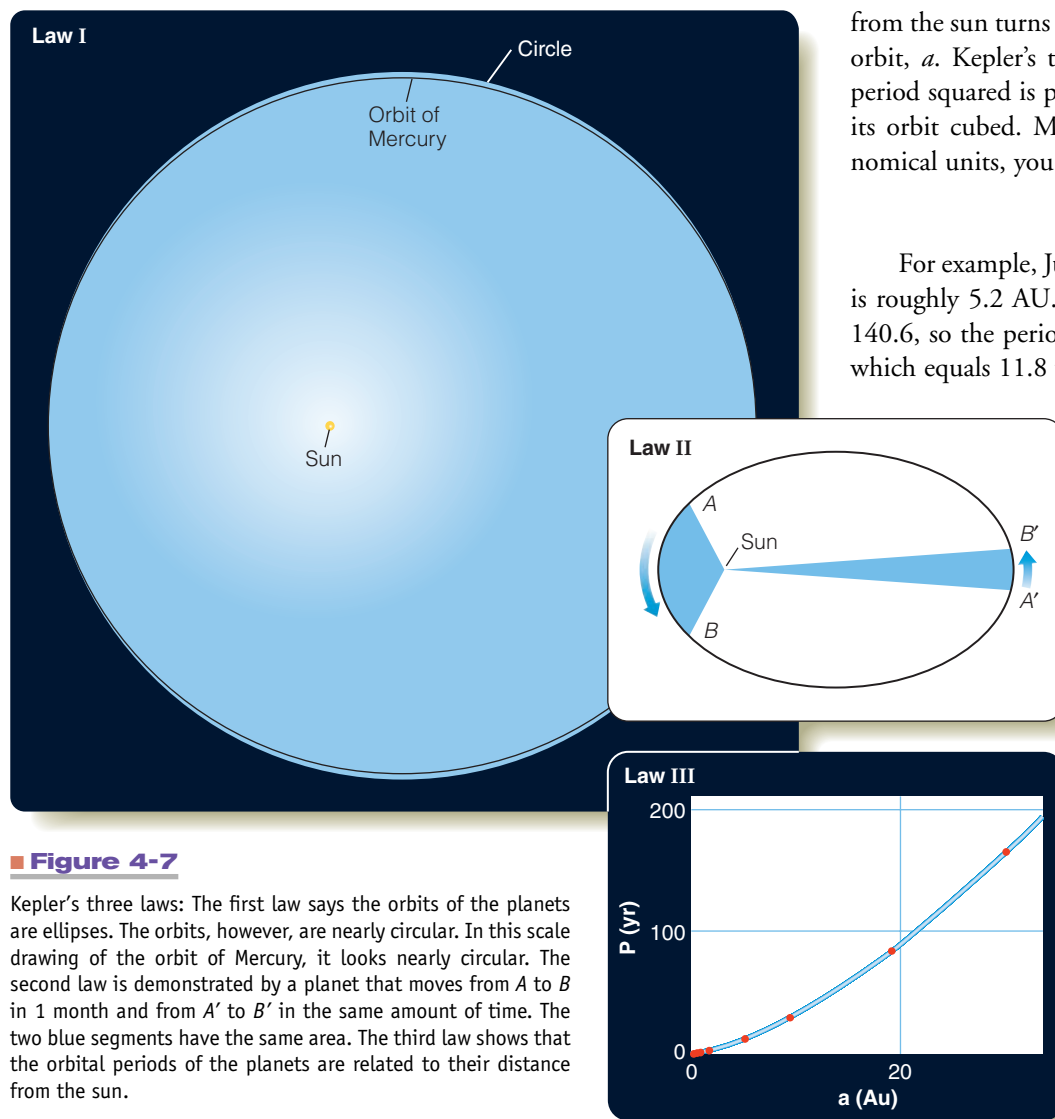 Law I
Circle
Orbit of
Mercury
Sun
from the sun turns
orbit, a. Kepler's t
period squared is p
its orbit cubed. M
nomical units, you
For example, Ju
is roughly 5.2 AU.
140.6, so the perio
which equals 11.8
Law II
A
Sun
B
B′
A′
Law III
200
100
0
P (yr)
0
20
a (Au)
Figure 4-7
Kepler's three laws: The first law says the orbits of the planets
are ellipses. The orbits, however, are nearly circular. In this scale
drawing of the orbit of Mercury, it looks nearly circular. The
second law is demonstrated by a planet that moves from A to B
in 1 month and from A′ to B′ in the same amount of time. The
two blue segments have the same area. The third law shows that
the orbital periods of the planets are related to their distance
from the sun.